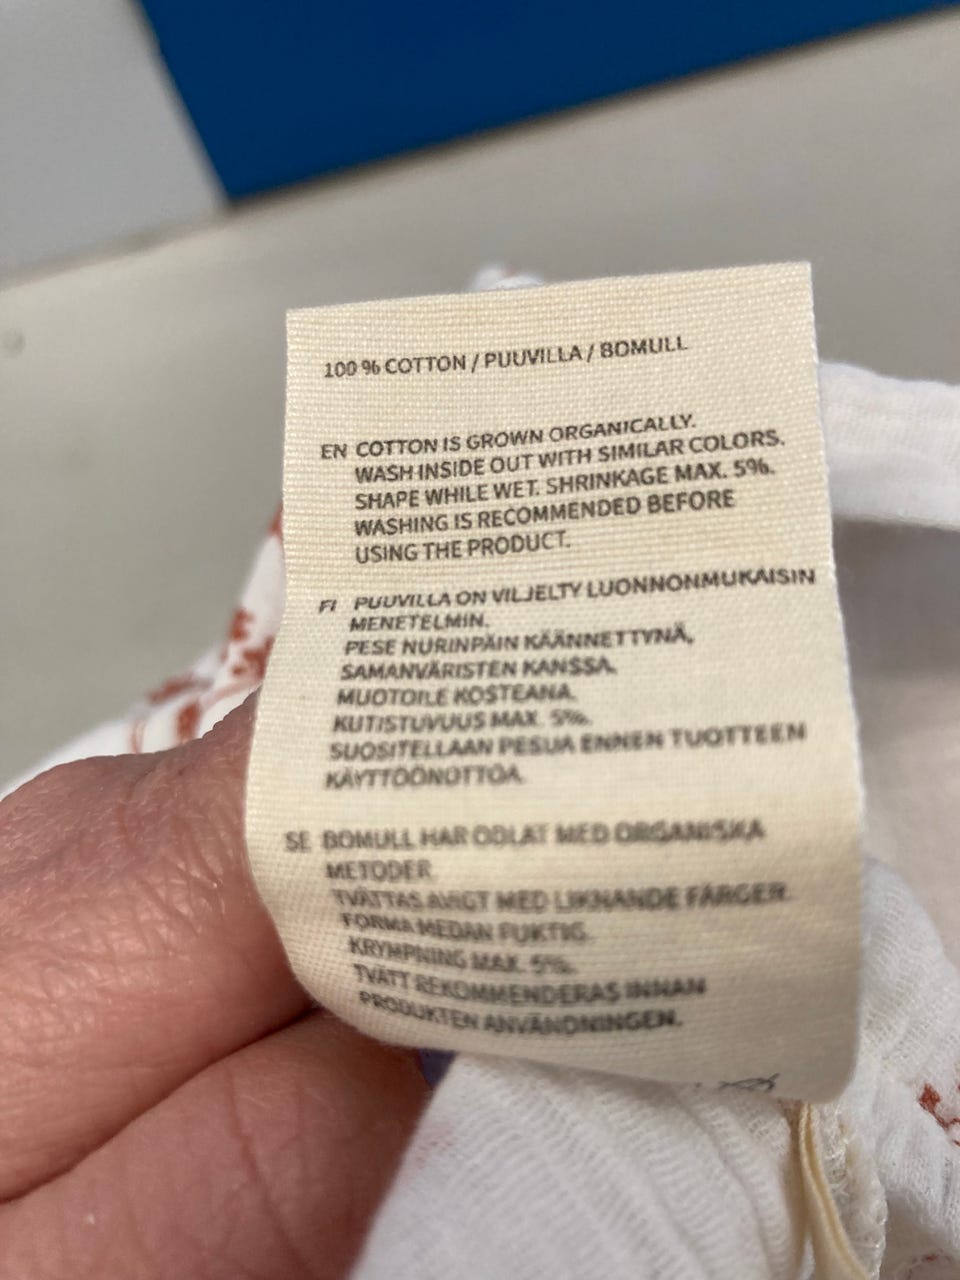 100 % COTTON / PUUVILLA / BOMULL
EN COTTON IS GROWN ORGANICALLY.
WASH INSIDE OUT WITH SIMILAR COLORS.
SHAPE WHILE WET. SHRINKAGE MAX. 5%.
WASHING IS RECOMMENDED BEFORE
USING THE PRODUCT.
FI PUUVILLA ON VILJELTY LUONNONMUKAISIN
MENETELMIN.
PESE NURINPÄIN KÄÄNNETTYNÄ,
SAMANVÄRISTEN KANSSA.
MUOTOILE KOSTEANA.
KUTISTUVUUS MAX. 5%.
SUOSITELLAAN PESUA ENNEN TUOTTEEN
KÄYTTÖÖNOTTOA.
SE BOMULL HAR ODLAT MED ORGANISKA
METODER.
TVÄTTAS AVIGT MED LIKNANDE FÄRGER.
FORMA MEDAN FUKTIG.
KRYMPNING MAX. 5%.
TVÄTT REKOMMENDERAS INNAN
PRODUKTEN ANVÄNDNINGEN.